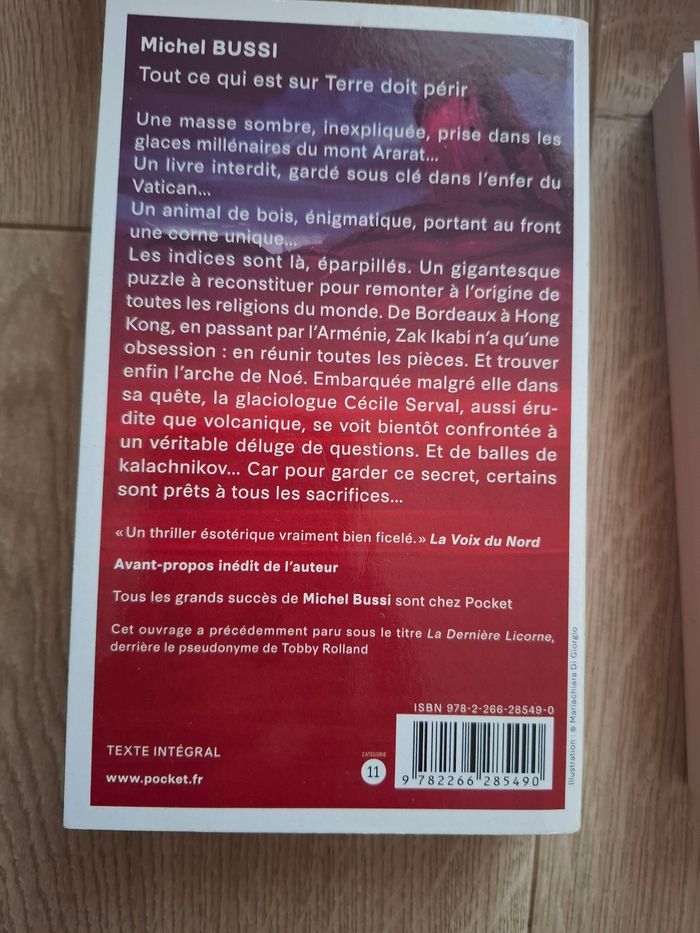 Michel BUSSI
Tout ce qui est sur Terre doit périr
Une masse sombre, inexpliquée, prise dans les
glaces millénaires du mont Ararat...
Un livre interdit, gardé sous clé dans l'enfer du
Vatican...
Un animal de bois, énigmatique, portant au front
une corne unique...
Les indices sont là, éparpillés. Un gigantesque
puzzle à reconstituer pour remonter à l'origine de
toutes les religions du monde. De Bordeaux à Hong
Kong, en passant par l'Arménie, Zak Ikabi n'a qu'une
obsession : en réunir toutes les pièces. Et trouver
enfin l'arche de Noé. Embarquée malgré elle dans
sa quête, la glaciologue Cécile Serval, aussi éru-
dite que volcanique, se voit bientôt confrontée à
un véritable déluge de questions. Et de balles de
kalachnikov... Car pour garder ce secret, certains
sont prêts à tous les sacrifices...
« Un thriller ésotérique vraiment bien ficelé. » La Voix du Nord
Avant-propos inédit de l'auteur
Tous les grands succès de Michel Bussi sont chez Pocket
Cet ouvrage a précédemment paru sous le titre La Dernière Licorne,
derrière le pseudonyme de Tobby Rolland
Illustration : © Mariachiara Di Giorgio
ISBN 978-2-266-28549-0
TEXTE INTÉGRAL
www.pocket.fr
CATÉGORIE
11
9 782266 285490